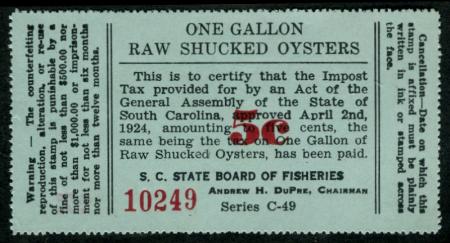 Warning — The counterfeiting
reproduction, alteration, or re-use
of this stamp is punishable by a
fine of not less than $500.00 nor
more than $1,000.00 or imprison-
ment for not less than six months
nor more than twelve months.
ONE GALLON
RAW SHUCKED OYSTERS
This is to certify that the Impost
Tax provided for by an Act of the
General Assembly of the State of
South Carolina, approved April 2nd,
1924, amounting to five cents, the
same being the tax on One Gallon of
Raw Shucked Oysters, has been paid.
5c
S. C. STATE BOARD OF FISHERIES
ANDREW H. DUPRE, CHAIRMAN
10249
Series C-49
Cancellation—Date on which this
stamp is affixed must be plainly
written in ink or stamped across
the face.